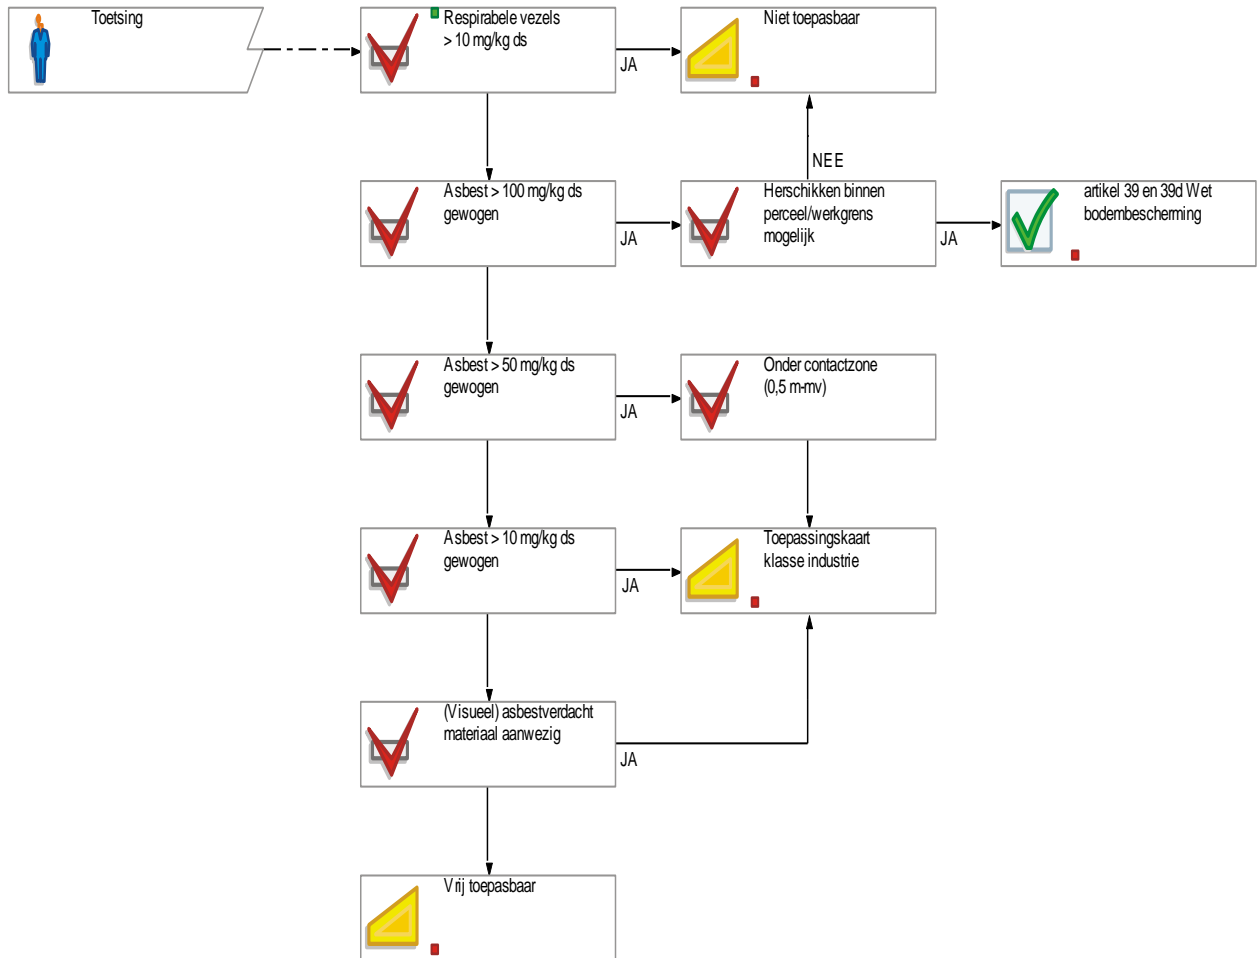 Toetsing
Respirabele vezels
> 10 mg/kg ds
JA
Niet toepasbaar
NEE
Asbest > 100 mg/kg ds
gewogen
JA
Herschikken binnen
perceel/werkgrens
mogelijk
JA
artikel 39 en 39d Wet
bodembescherming
Asbest > 50 mg/kg ds
gewogen
JA
Onder contactzone
(0,5 m-mv)
Asbest > 10 mg/kg ds
gewogen
JA
Toepassingskaart
klasse industrie
(Visueel) asbestverdacht
materiaal aanwezig
JA
Vrij toepasbaar